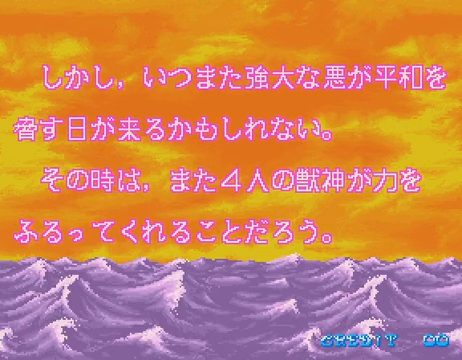 しかし，いつまた強大な悪が平和を
脅す日が来るかもしれない。
その時は，また４人の獣神が力を
ふるってくれることだろう。
CREDIT 00